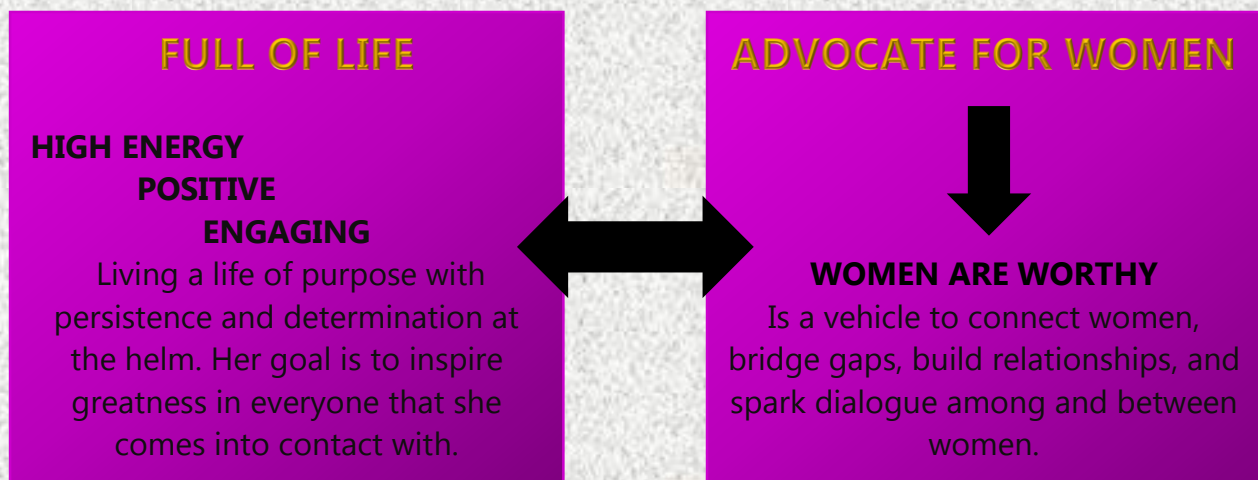 FULL OF LIFE
HIGH ENERGY
POSITIVE
ENGAGING
Living a life of purpose with
persistence and determination at
the helm. Her goal is to inspire
greatness in everyone that she
comes into contact with.
ADVOCATE FOR WOMEN
WOMEN ARE WORTHY
Is a vehicle to connect women,
bridge gaps, build relationships, and
spark dialogue among and between
women.